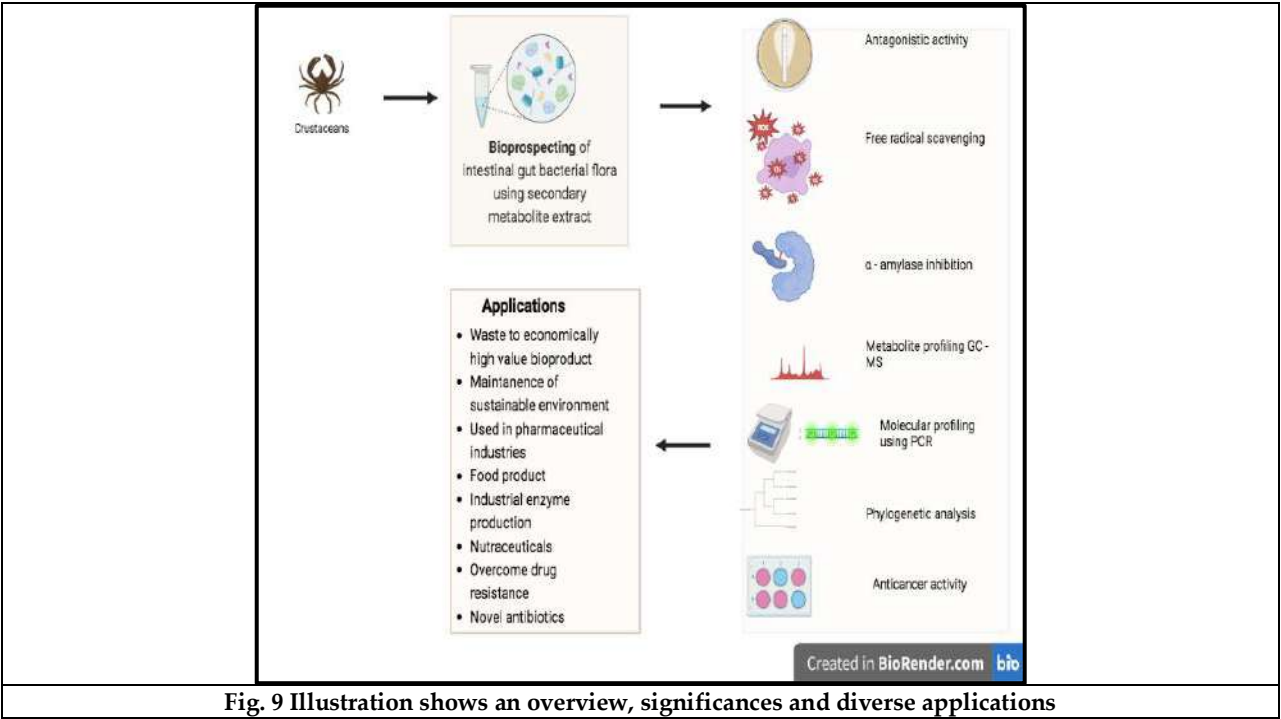 Crustaceans
Bioprospecting of
intestinal gut bacterial flora
using secondary
metabolite extract
Antagonistic activity
Free radical scavenging
α - amylase inhibition
Metabolite profiling GC -
MS
Molecular profiling
using PCR
Phylogenetic analysis
Anticancer activity
Applications
• Waste to economically
high value bioproduct
• Maintanence of
sustainable environment
• Used in pharmaceutical
industries
• Food product
• Industrial enzyme
production
• Nutraceuticals
• Overcome drug
resistance
• Novel antibiotics
Created in BioRender.com bio
Fig. 9 Illustration shows an overview, significances and diverse applications